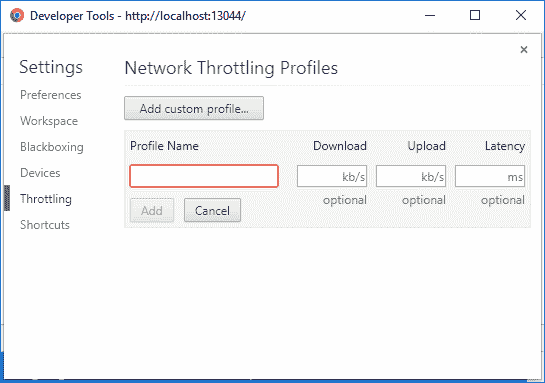 Developer Tools - http://localhost:13044/
Settings
Preferences
Workspace
Blackboxing
Devices
Throttling
Shortcuts
Network Throttling Profiles
Add custom profile...
Profile Name Download Upload Latency
kb/s kb/s ms
optional optional optional
Add Cancel